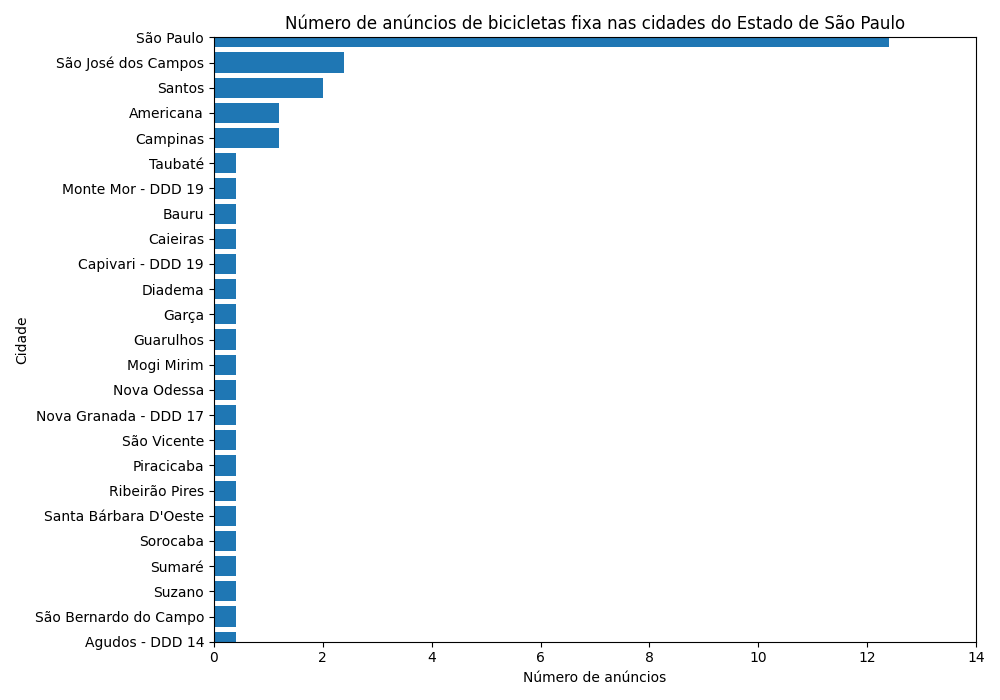 Número de anúncios de bicicletas fixa nas cidades do Estado de São Paulo
São Paulo
São José dos Campos
Santos
Americana
Campinas
Taubaté
Monte Mor - DDD 19
Bauru
Caieiras
Capivari - DDD 19
Diadema
Garça
Guarulhos
Mogi Mirim
Nova Odessa
Nova Granada - DDD 17
São Vicente
Piracicaba
Ribeirão Pires
Santa Bárbara D'Oeste
Sorocaba
Sumaré
Suzano
São Bernardo do Campo
Agudos - DDD 14
Cidade
0 2 4 6 8 10 12 14
Número de anúncios